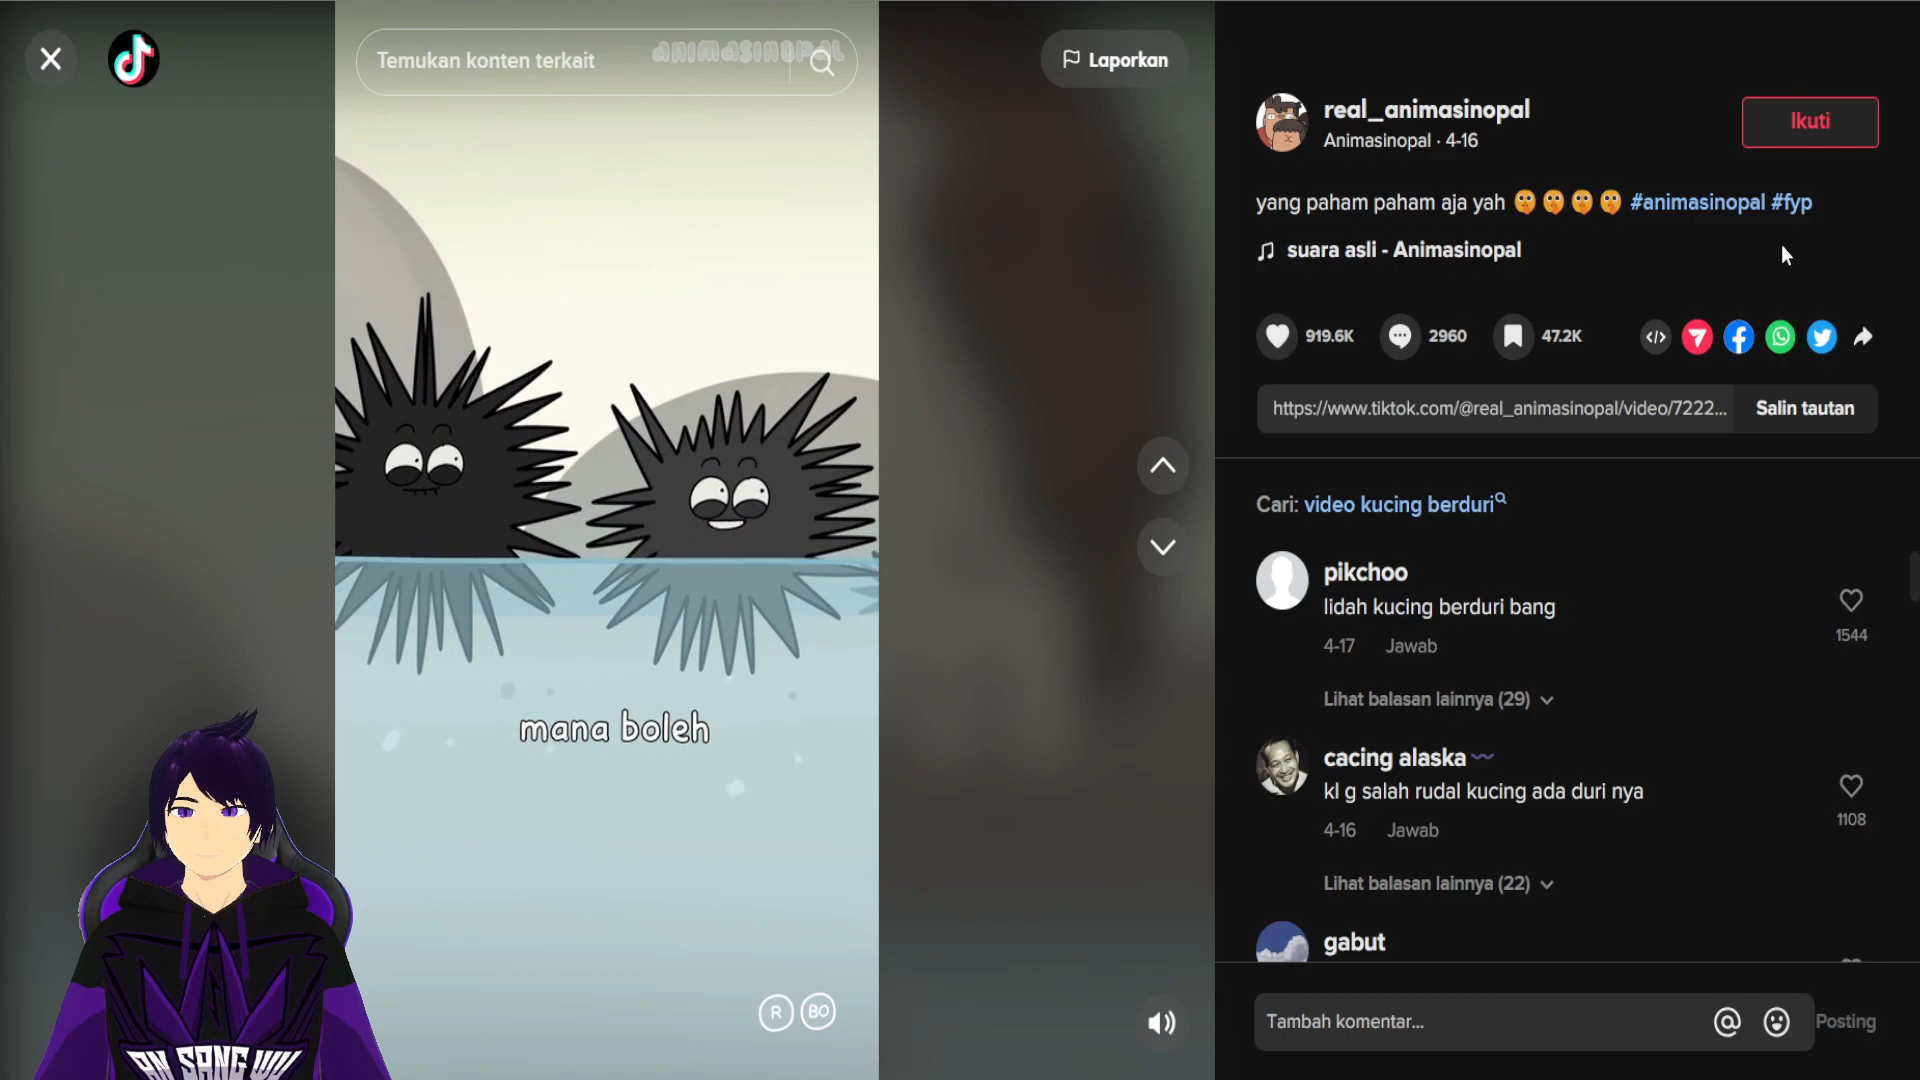 Temukan konten terkait
ANIMASINOPAL
Laporkan
real_animasinopal
Animasinopal · 4-16
Ikuti
yang paham paham aja yah 🤫🤫🤫🤫 #animasinopal #fyp
suara asli - Animasinopal
919.6K
2960
47.2K
https://www.tiktok.com/@real_animasinopal/video/7222...
Salin tautan
Cari: video kucing berduri
pikchoo
lidah kucing berduri bang
4-17 Jawab
1544
Lihat balasan lainnya (29)
mana boleh
cacing alaska
kl g salah rudal kucing ada duri nya
4-16 Jawab
1108
Lihat balasan lainnya (22)
gabut
R BO
Tambah komentar...
Posting